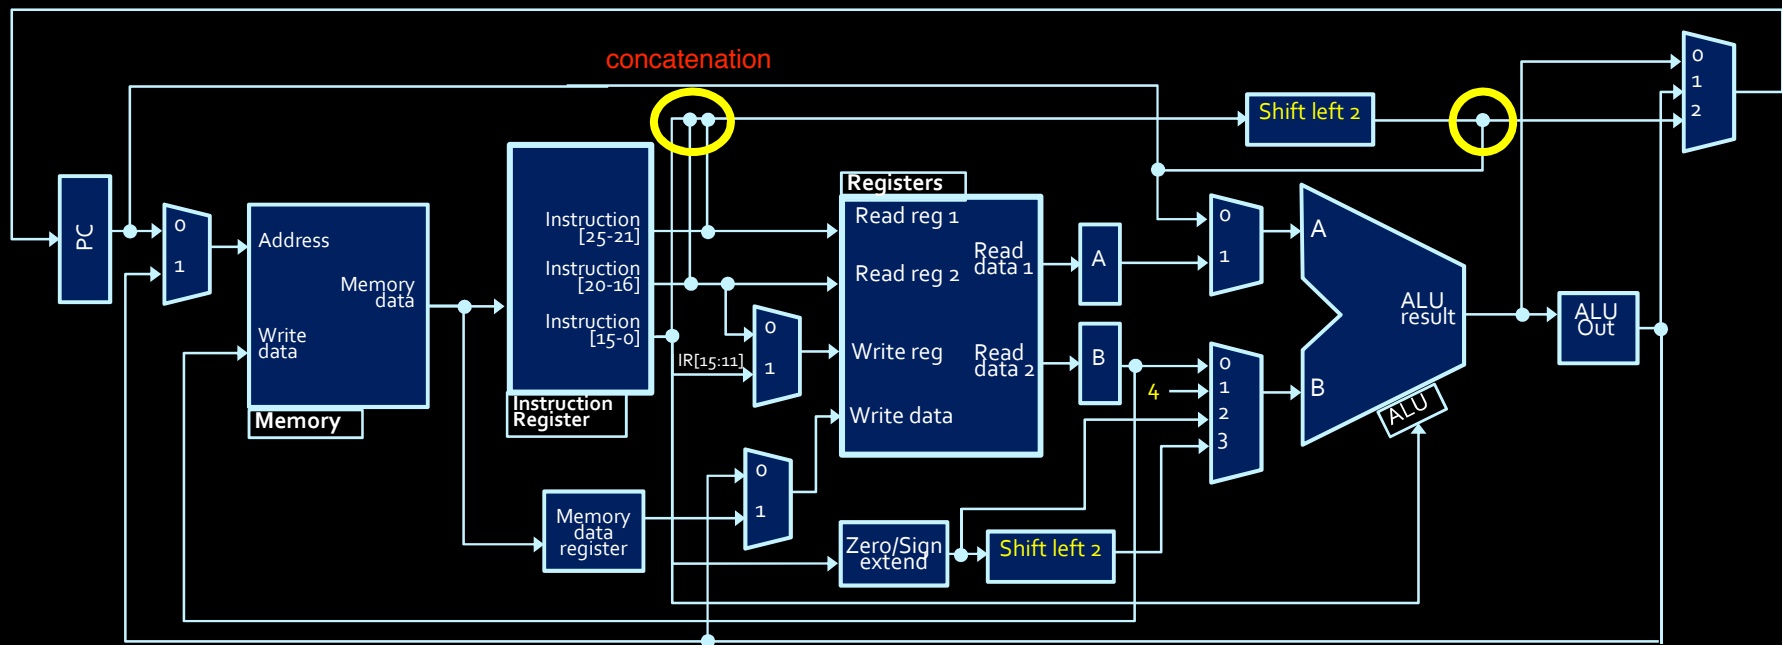 concatenation
0
1
2
Shift left 2
PC
0
1
Address
Memory
data
Write
data
Memory
Instruction
[25-21]
Instruction
[20-16]
Instruction
[15-0]
Instruction
Register
IR[15:11]
0
1
Registers
Read reg 1
Read reg 2
Write reg
Write data
Read
data 1
Read
data 2
A
B
4
0
1
0
1
2
3
A
B
ALU
result
ALU
ALU
Out
Memory
data
register
0
1
Zero/Sign
extend
Shift left 2